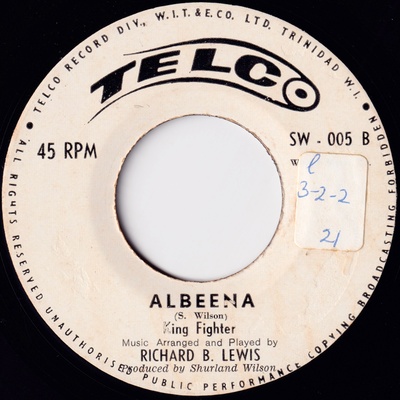 • TELCO RECORD DIV., W.I.T. & E. CO. LTD. TRINIDAD W.I. •
TELCO
45 RPM
SW - 005 B
W
l
3-2-2
21
ALBEENA
(S. Wilson)
King Fighter
Music Arranged and Played by
RICHARD B. LEWIS
Produced by Shurland Wilson
ALL RIGHTS RESERVED UNAUTHORISED PUBLIC PERFORMANCE COPYING BROADCASTING FORBIDDEN